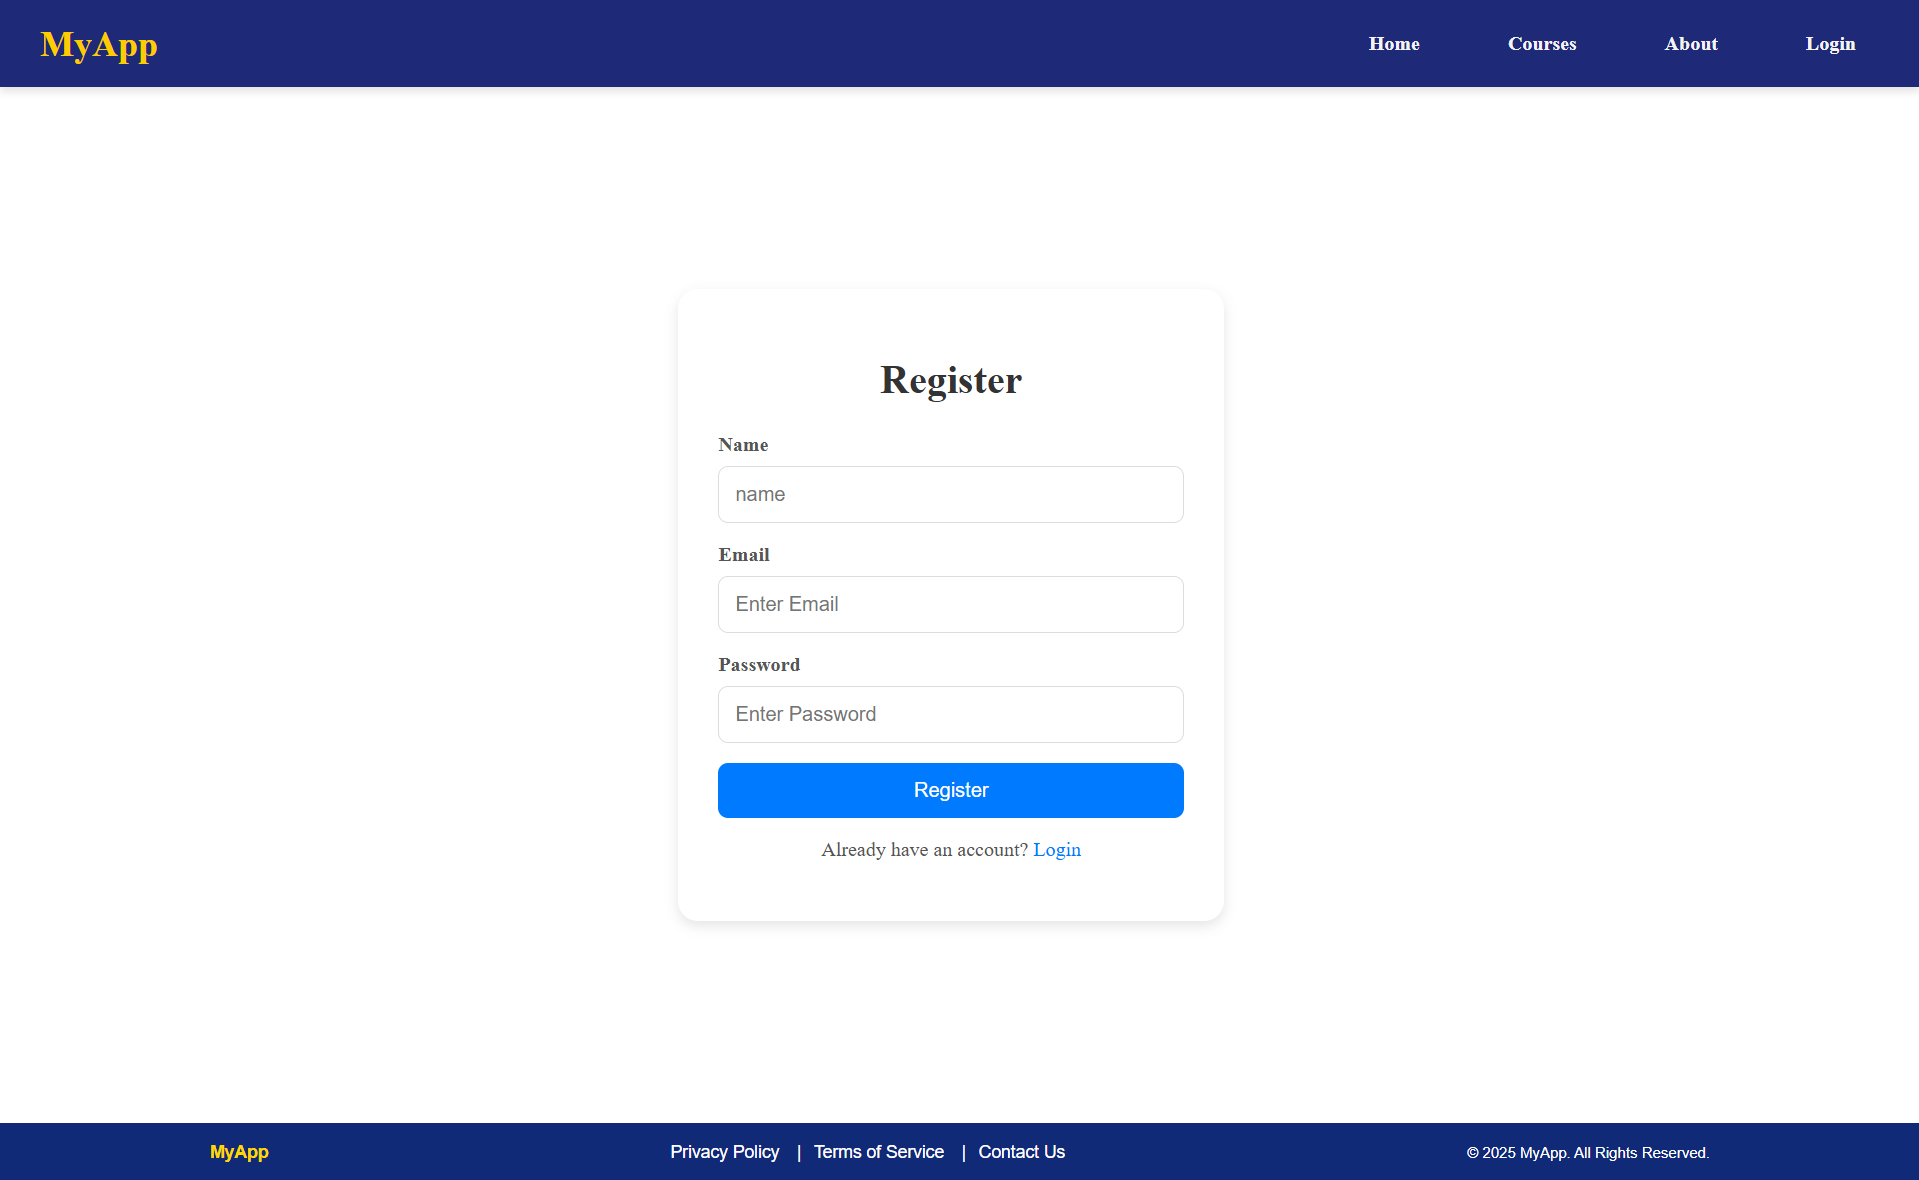 MyApp Home Courses About Login
Register
Name
name
Email
Enter Email
Password
Enter Password
Register
Already have an account? Login
MyApp Privacy Policy | Terms of Service | Contact Us © 2025 MyApp. All Rights Reserved.